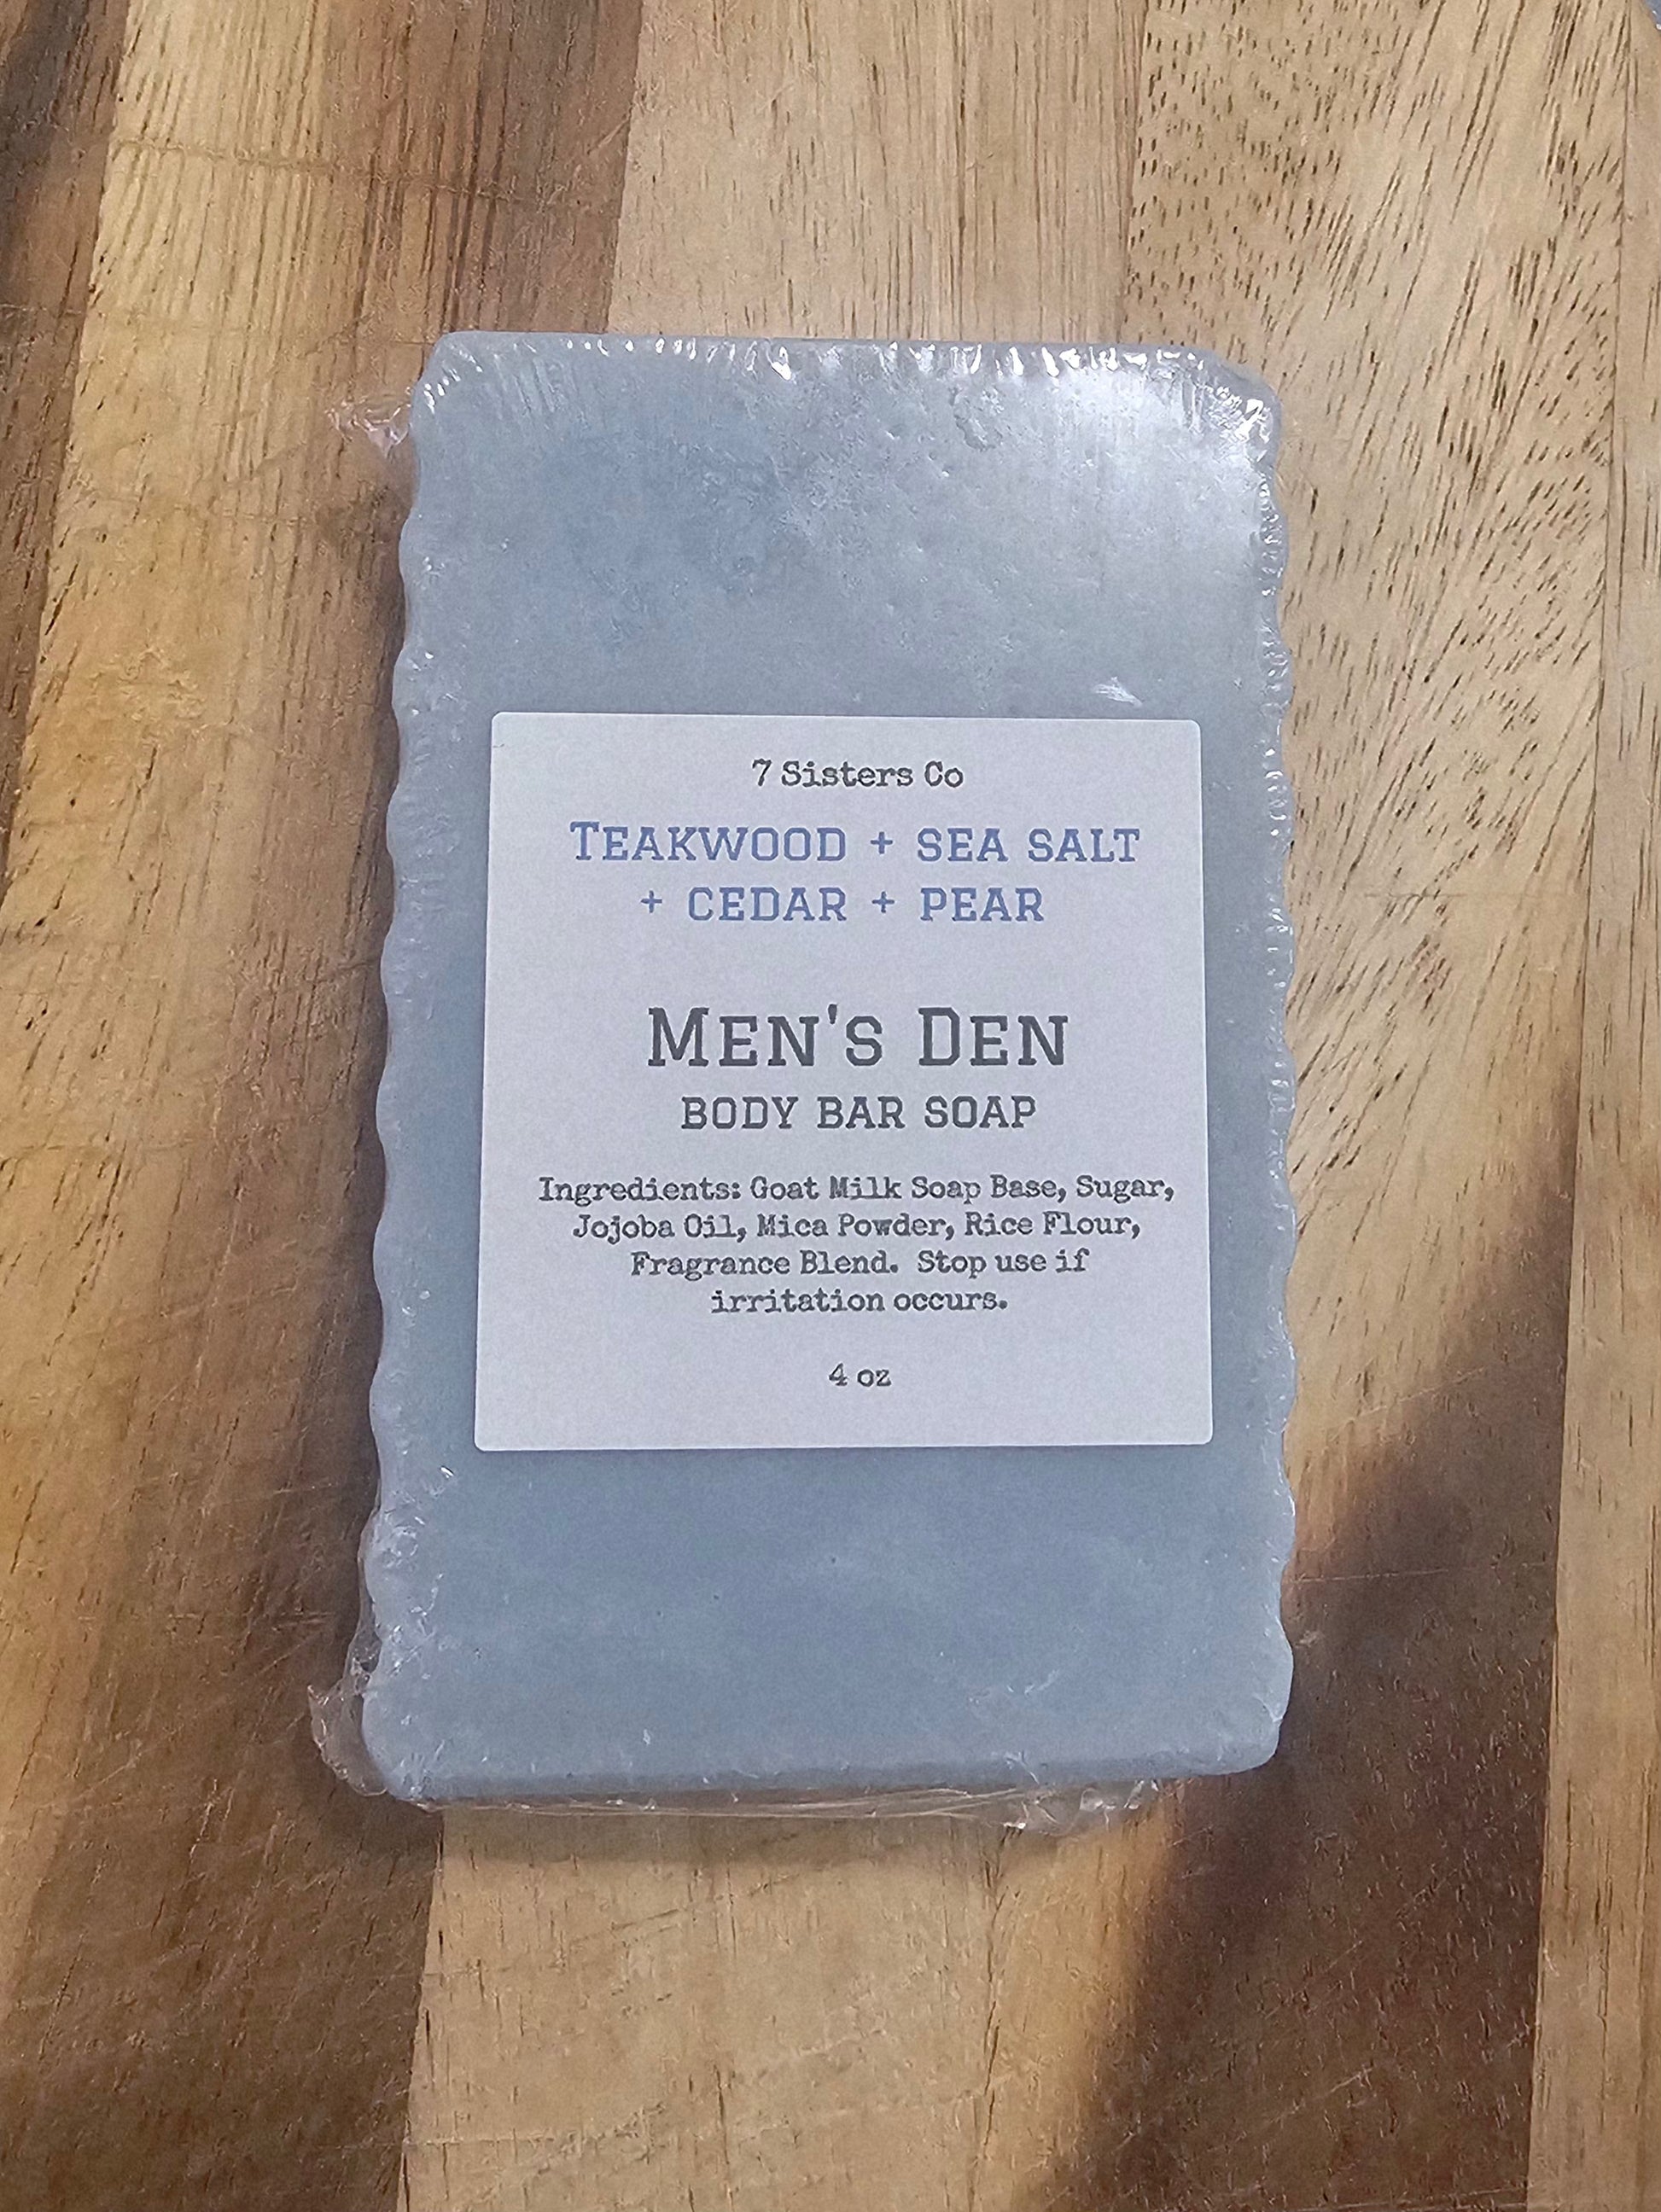 7 Sisters Co
Teakwood + sea salt
+ cedar + pear
Men's Den
body bar soap
Ingredients: Goat Milk Soap Base, Sugar,
Jojoba Oil, Mica Powder, Rice Flour,
Fragrance Blend.  Stop use if
irritation occurs.
4 oz